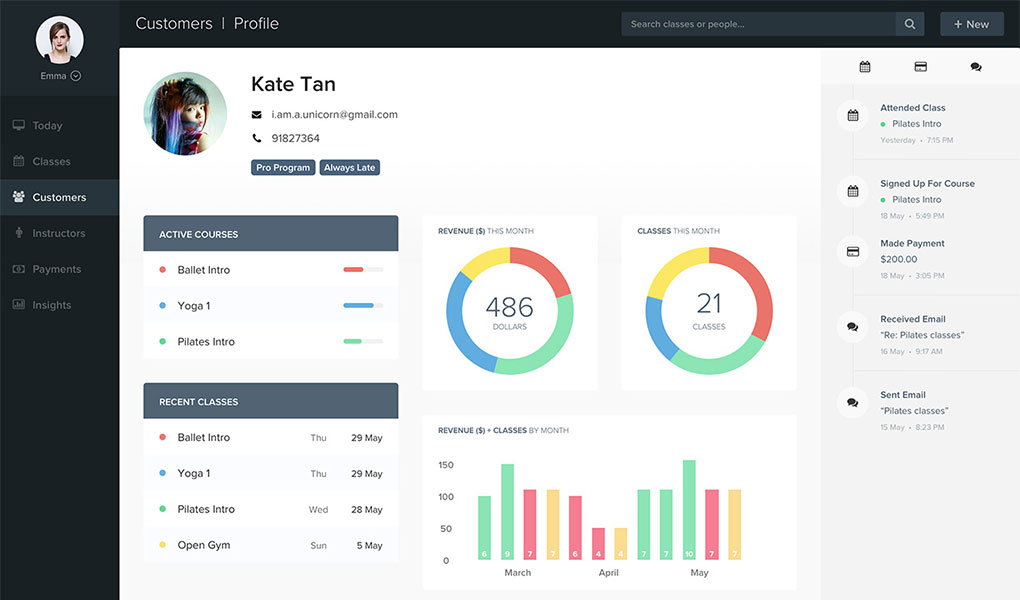 Customers | Profile
Search classes or people...
+ New
Emma
Today
Classes
Customers
Instructors
Payments
Insights
Kate Tan
i.am.a.unicorn@gmail.com
91827364
Pro Program
Always Late
ACTIVE COURSES
Ballet Intro
Yoga 1
Pilates Intro
RECENT CLASSES
Ballet Intro Thu 29 May
Yoga 1 Thu 29 May
Pilates Intro Wed 28 May
Open Gym Sun 5 May
REVENUE ($) THIS MONTH
486
DOLLARS
CLASSES THIS MONTH
21
CLASSES
REVENUE ($) + CLASSES BY MONTH
150
100
50
0
6 9 7 7 6 4 4 7 7 10 7 7
March April May
Attended Class
Pilates Intro
Yesterday • 7:15 PM
Signed Up For Course
Pilates Intro
18 May • 5:49 PM
Made Payment
$200.00
18 May • 3:05 PM
Received Email
“Re: Pilates classes”
16 May • 9:17 AM
Sent Email
“Pilates classes”
15 May • 8:23 PM